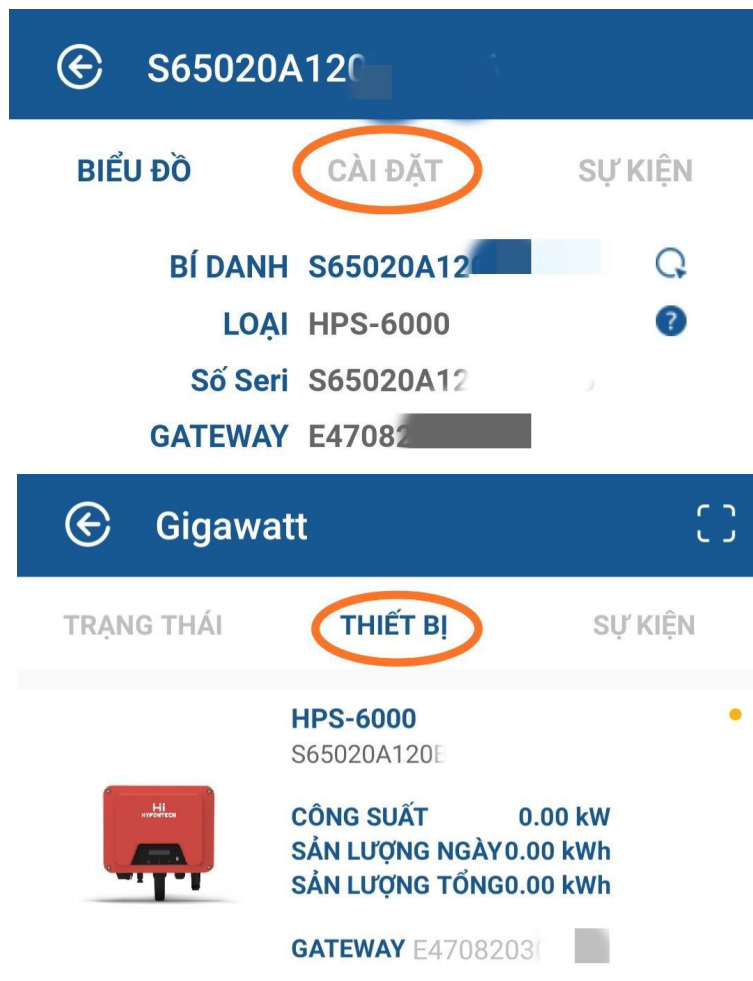 S65020A120
BIỂU ĐỒ CÀI ĐẶT SỰ KIỆN
BÍ DANH S65020A12
LOẠI HPS-6000 ?
Số Seri S65020A12
GATEWAY E47082
Gigawatt
TRẠNG THÁI THIẾT BỊ SỰ KIỆN
HPS-6000
S65020A120
Hi
HYPONTECH
CÔNG SUẤT 0.00 kW
SẢN LƯỢNG NGÀY 0.00 kWh
SẢN LƯỢNG TỔNG 0.00 kWh
GATEWAY E4708203